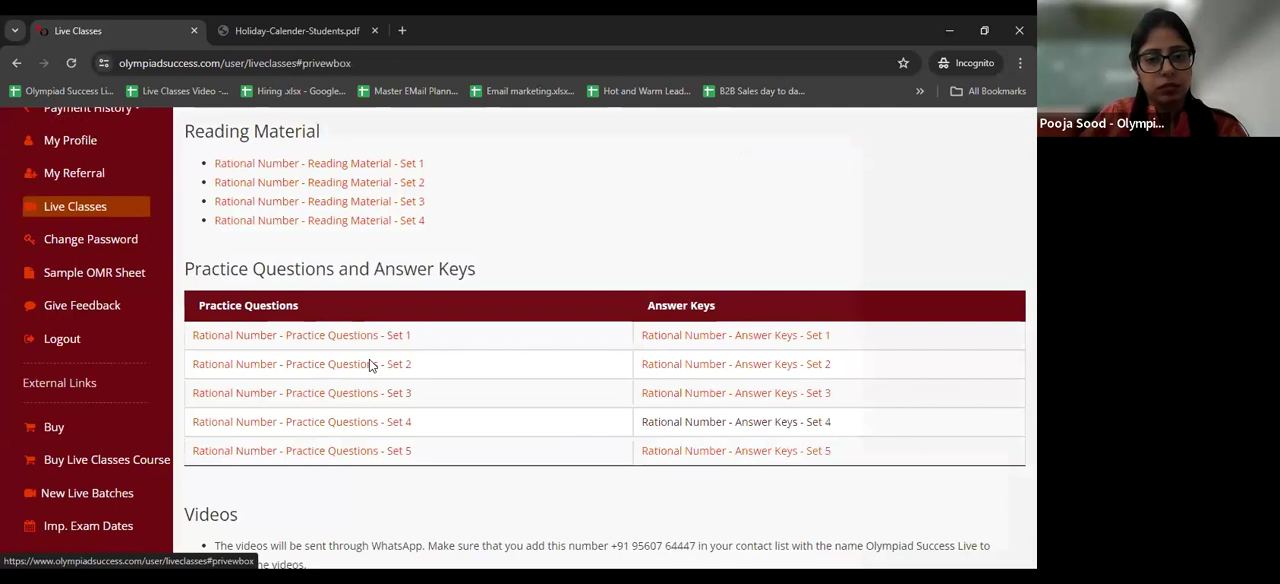 Live Classes
Holiday-Calender-Students.pdf
olympiadsuccess.com/user/liveclasses#privewbox
Incognito
Olympiad Success Li...
Live Classes Video -...
Hiring .xlsx - Google...
Master EMail Plann...
Email marketing.xlsx...
Hot and Warm Lead...
B2B Sales day to da...
All Bookmarks
Pooja Sood - Olympi...
Payment History
My Profile
My Referral
Live Classes
Change Password
Sample OMR Sheet
Give Feedback
Logout
External Links
Buy
Buy Live Classes Course
New Live Batches
Imp. Exam Dates
Reading Material
Rational Number - Reading Material - Set 1
Rational Number - Reading Material - Set 2
Rational Number - Reading Material - Set 3
Rational Number - Reading Material - Set 4
Practice Questions and Answer Keys
Practice Questions Answer Keys
Rational Number - Practice Questions - Set 1 Rational Number - Answer Keys - Set 1
Rational Number - Practice Questions - Set 2 Rational Number - Answer Keys - Set 2
Rational Number - Practice Questions - Set 3 Rational Number - Answer Keys - Set 3
Rational Number - Practice Questions - Set 4 Rational Number - Answer Keys - Set 4
Rational Number - Practice Questions - Set 5 Rational Number - Answer Keys - Set 5
Videos
The videos will be sent through WhatsApp. Make sure that you add this number +91 95607 64447 in your contact list with the name Olympiad Success Live to
the videos.
https://www.olympiadsuccess.com/user/liveclasses#privewbox